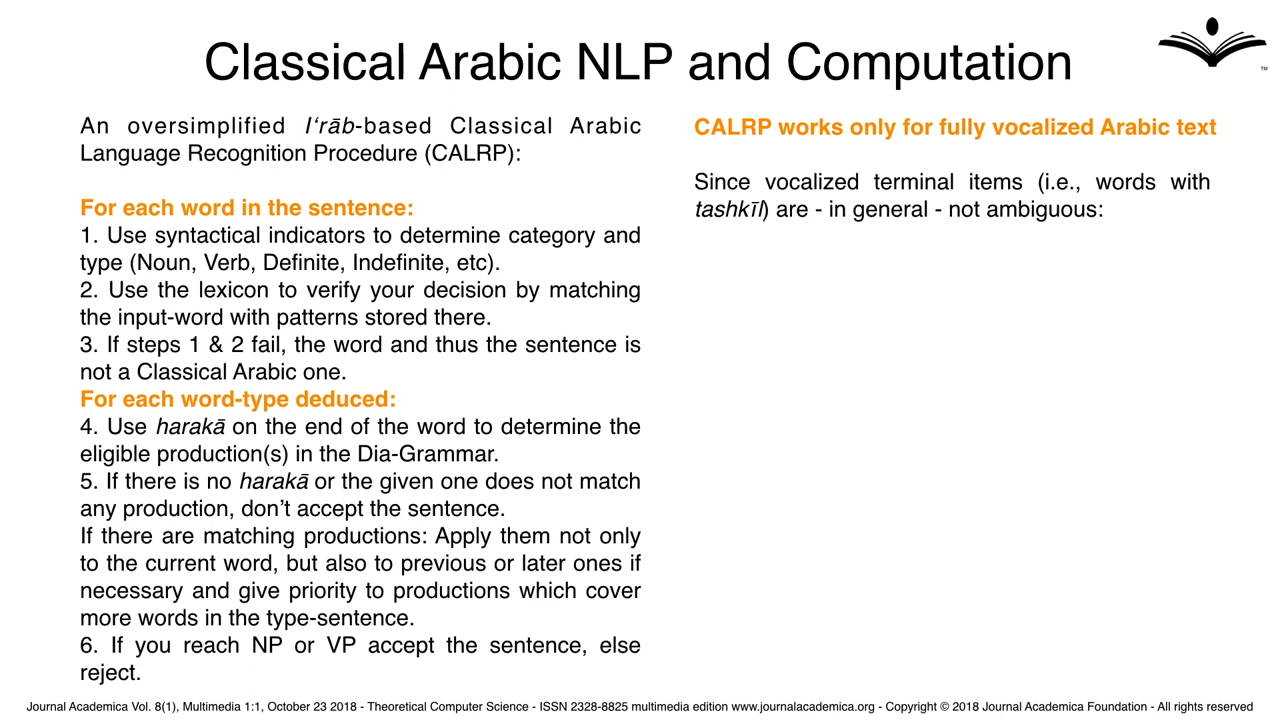 Classical Arabic NLP and Computation
TM
An oversimplified I‘rāb-based Classical Arabic
Language Recognition Procedure (CALRP):
For each word in the sentence:
1. Use syntactical indicators to determine category and
type (Noun, Verb, Definite, Indefinite, etc).
2. Use the lexicon to verify your decision by matching
the input-word with patterns stored there.
3. If steps 1 & 2 fail, the word and thus the sentence is
not a Classical Arabic one.
For each word-type deduced:
4. Use harakā on the end of the word to determine the
eligible production(s) in the Dia-Grammar.
5. If there is no harakā or the given one does not match
any production, don’t accept the sentence.
If there are matching productions: Apply them not only
to the current word, but also to previous or later ones if
necessary and give priority to productions which cover
more words in the type-sentence.
6. If you reach NP or VP accept the sentence, else
reject.
CALRP works only for fully vocalized Arabic text
Since vocalized terminal items (i.e., words with
tashkīl) are - in general - not ambiguous:
Journal Academica Vol. 8(1), Multimedia 1:1, October 23 2018 - Theoretical Computer Science - ISSN 2328-8825 multimedia edition www.journalacademica.org - Copyright © 2018 Journal Academica Foundation - All rights reserved